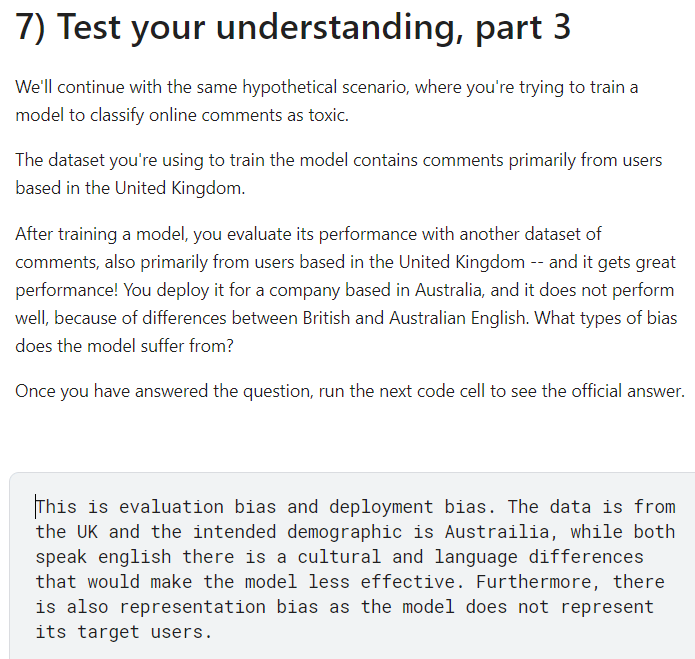 7) Test your understanding, part 3
We'll continue with the same hypothetical scenario, where you're trying to train a
model to classify online comments as toxic.
The dataset you're using to train the model contains comments primarily from users
based in the United Kingdom.
After training a model, you evaluate its performance with another dataset of
comments, also primarily from users based in the United Kingdom -- and it gets great
performance! You deploy it for a company based in Australia, and it does not perform
well, because of differences between British and Australian English. What types of bias
does the model suffer from?
Once you have answered the question, run the next code cell to see the official answer.
This is evaluation bias and deployment bias. The data is from
the UK and the intended demographic is Austrailia, while both
speak english there is a cultural and language differences
that would make the model less effective. Furthermore, there
is also representation bias as the model does not represent
its target users.